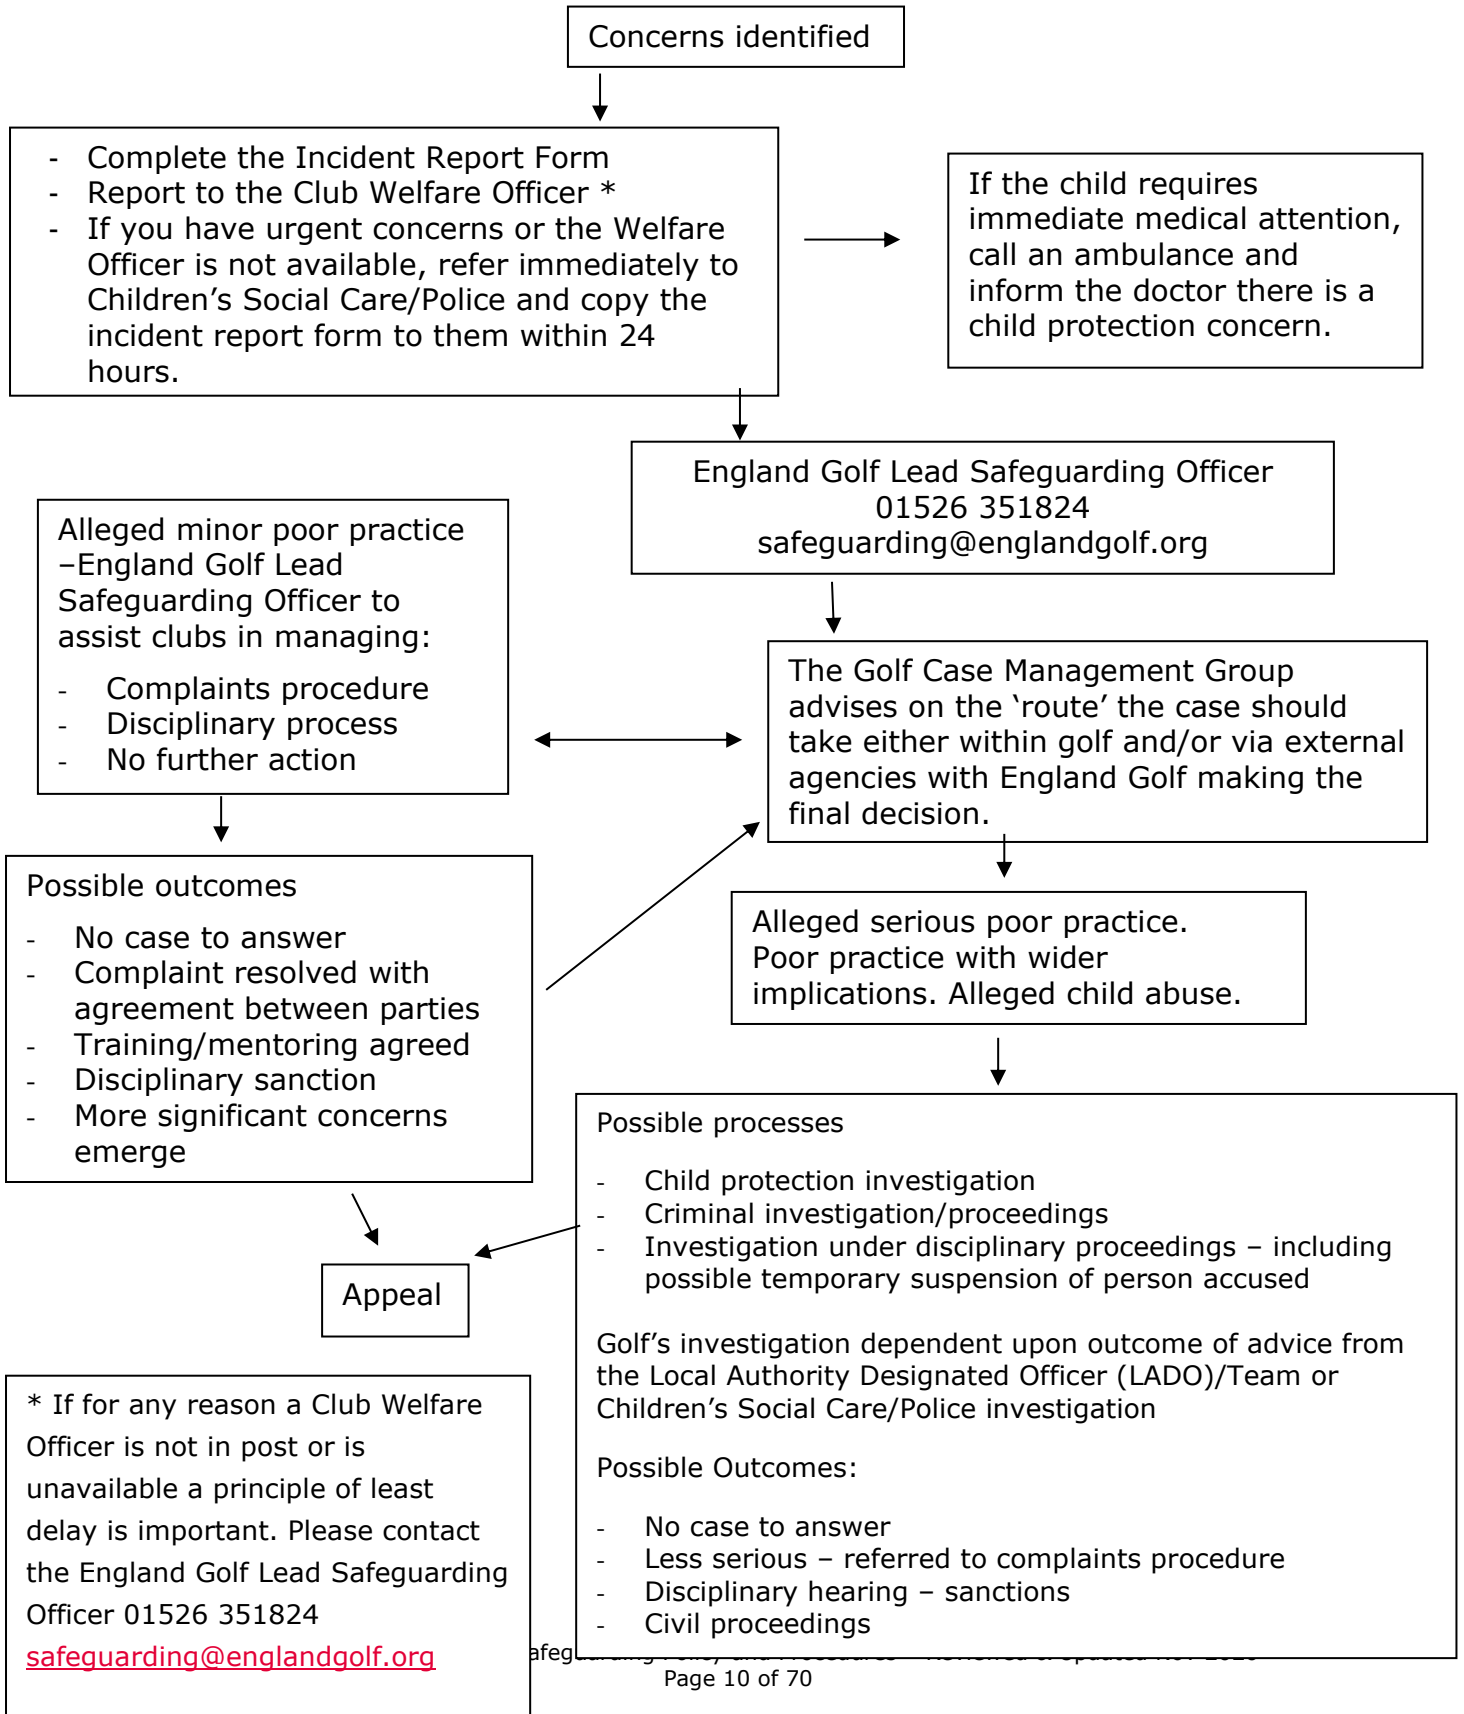 Concerns identified
- Complete the Incident Report Form
- Report to the Club Welfare Officer *
- If you have urgent concerns or the Welfare
Officer is not available, refer immediately to
Children’s Social Care/Police and copy the
incident report form to them within 24
hours.
If the child requires
immediate medical attention,
call an ambulance and
inform the doctor there is a
child protection concern.
England Golf Lead Safeguarding Officer
01526 351824
safeguarding@englandgolf.org
Alleged minor poor practice
–England Golf Lead
Safeguarding Officer to
assist clubs in managing:
- Complaints procedure
- Disciplinary process
- No further action
The Golf Case Management Group
advises on the ‘route’ the case should
take either within golf and/or via external
agencies with England Golf making the
final decision.
Possible outcomes
- No case to answer
- Complaint resolved with
agreement between parties
- Training/mentoring agreed
- Disciplinary sanction
- More significant concerns
emerge
Alleged serious poor practice.
Poor practice with wider
implications. Alleged child abuse.
Possible processes
- Child protection investigation
- Criminal investigation/proceedings
- Investigation under disciplinary proceedings – including
possible temporary suspension of person accused
Golf’s investigation dependent upon outcome of advice from
the Local Authority Designated Officer (LADO)/Team or
Children’s Social Care/Police investigation
Possible Outcomes:
- No case to answer
- Less serious – referred to complaints procedure
- Disciplinary hearing – sanctions
- Civil proceedings
Appeal
* If for any reason a Club Welfare
Officer is not in post or is
unavailable a principle of least
delay is important. Please contact
the England Golf Lead Safeguarding
Officer 01526 351824
safeguarding@englandgolf.org
Page 10 of 70